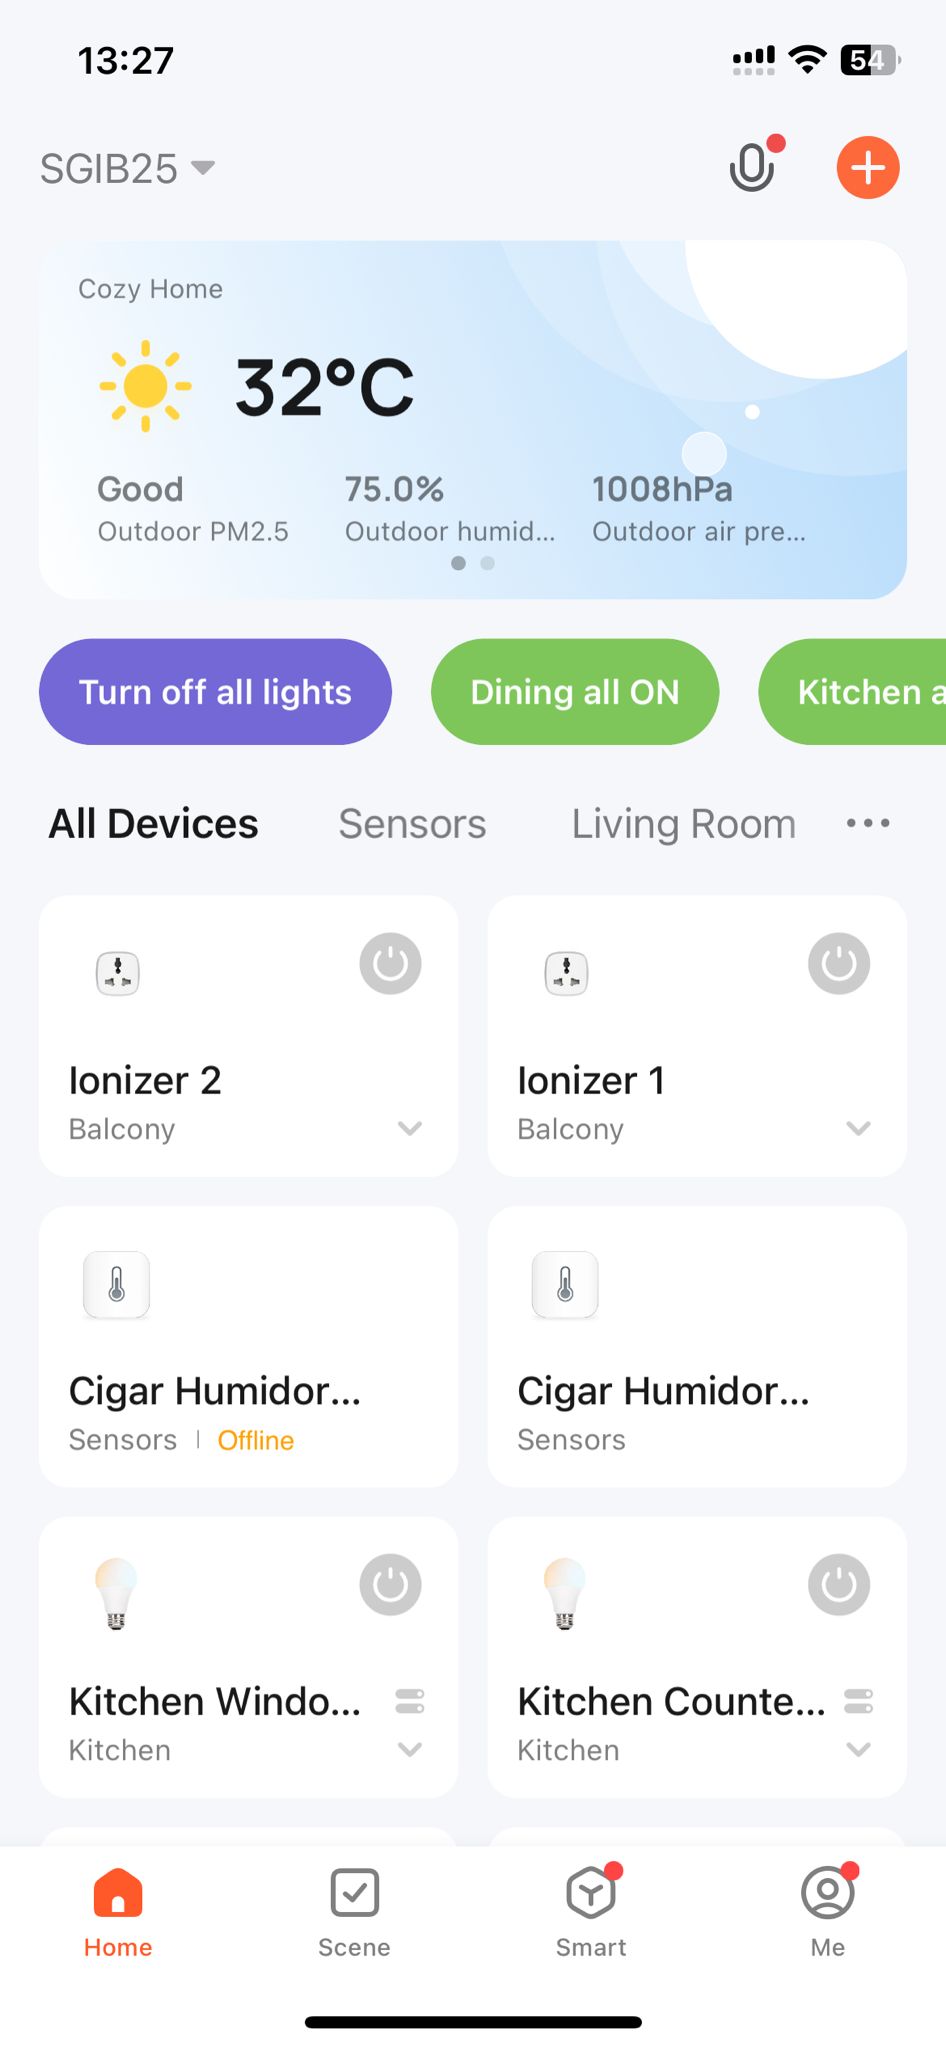 13:27
54
SGIB25
Cozy Home
32°C
Good
75.0%
1008hPa
Outdoor PM2.5
Outdoor humid...
Outdoor air pre...
Turn off all lights
Dining all ON
Kitchen a
All Devices
Sensors
Living Room
Ionizer 2
Balcony
Ionizer 1
Balcony
Cigar Humidor...
Sensors | Offline
Cigar Humidor...
Sensors
Kitchen Windo...
Kitchen
Kitchen Counte...
Kitchen
Home
Scene
Smart
Me